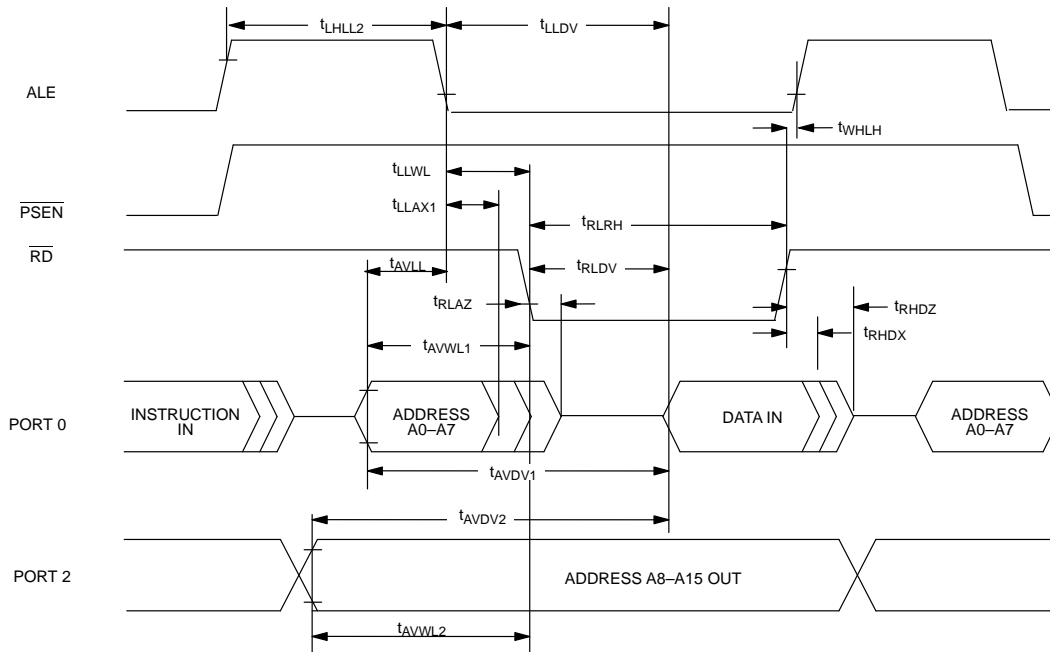 tLHLL2
tLLDV
ALE
tWHLH
tLLWL
PSEN
tLLAX1
tRLRH
RD
tAVLL
tRLDV
tRLAZ
tRHDZ
tRHDX
tAVWL1
PORT 0
INSTRUCTION
IN
ADDRESS
A0–A7
DATA IN
ADDRESS
A0–A7
tAVDV1
tAVDV2
PORT 2
ADDRESS A8–A15 OUT
tAVWL2